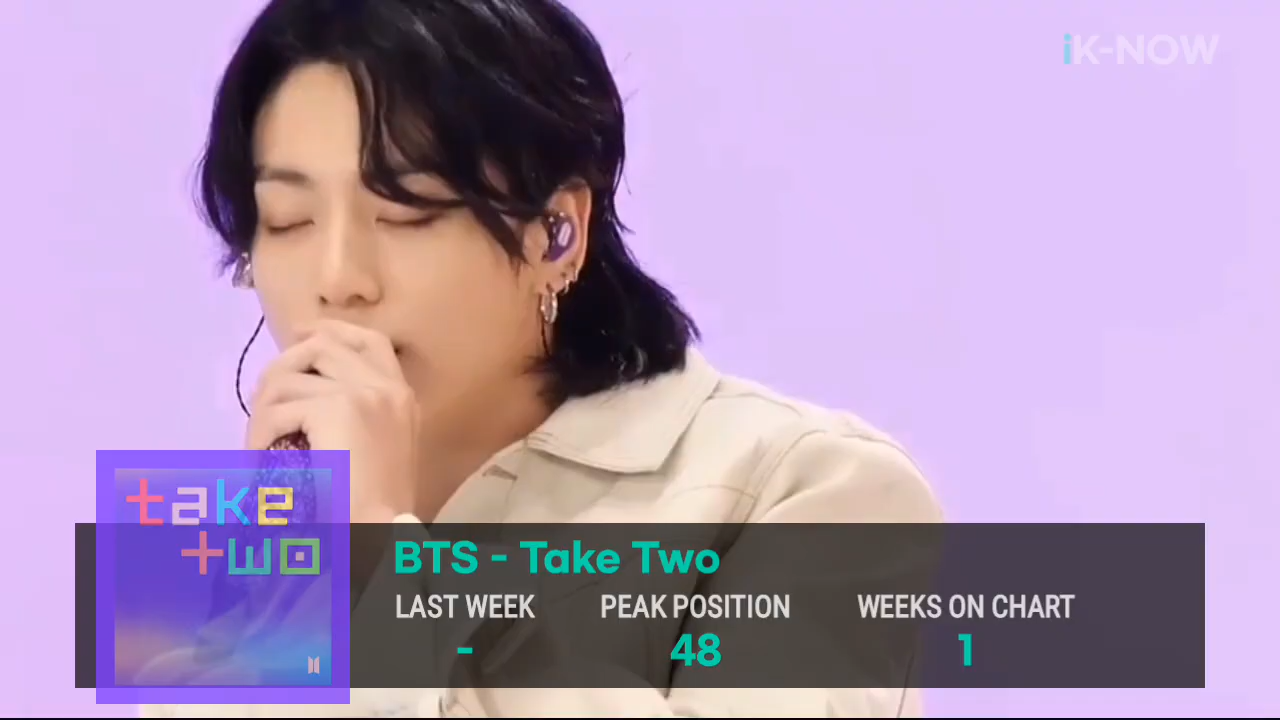 iK-NOW
take
two
BTS - Take Two
LAST WEEK PEAK POSITION WEEKS ON CHART
- 48 1